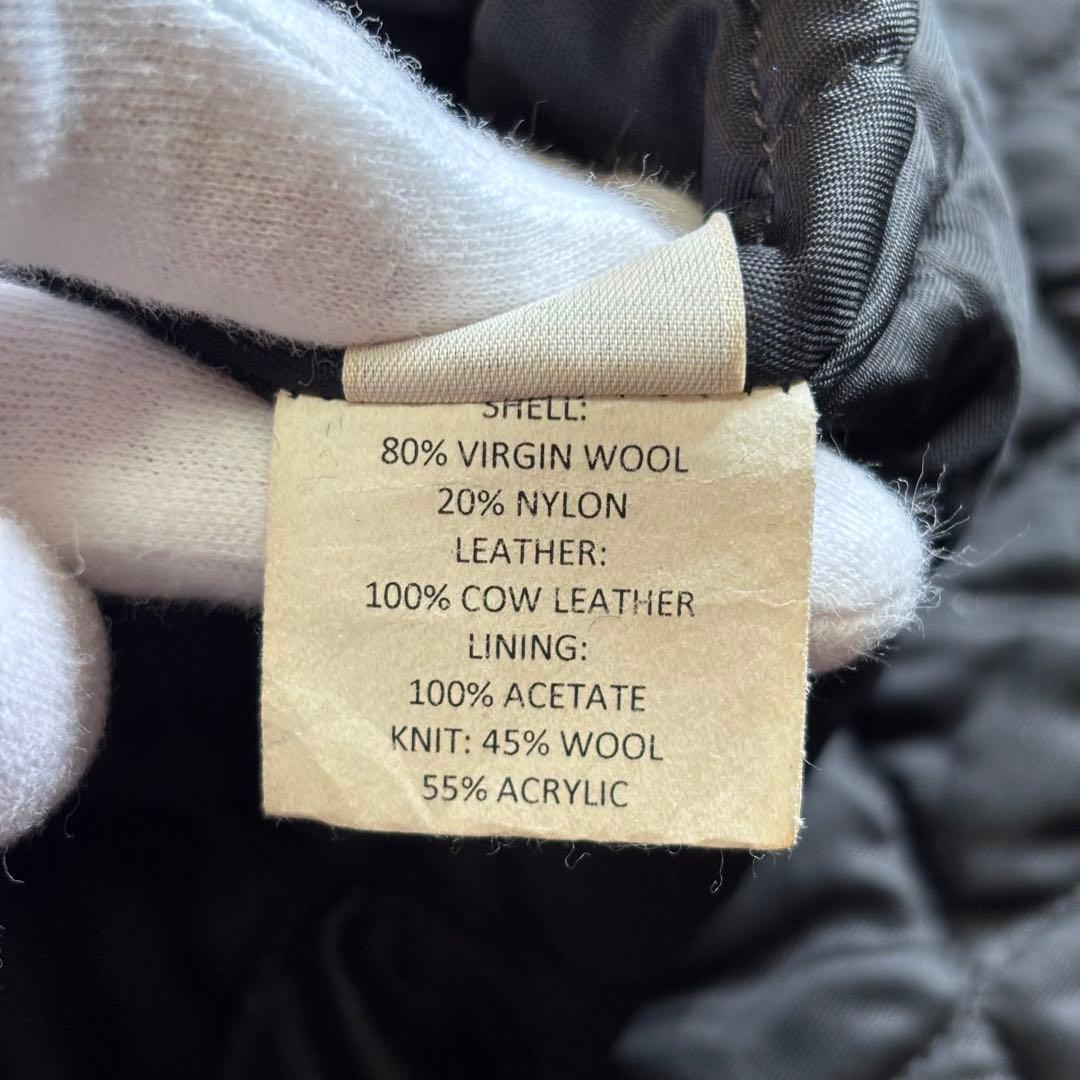 SHELL:
80% VIRGIN WOOL
20% NYLON
LEATHER:
100% COW LEATHER
LINING:
100% ACETATE
KNIT: 45% WOOL
55% ACRYLIC